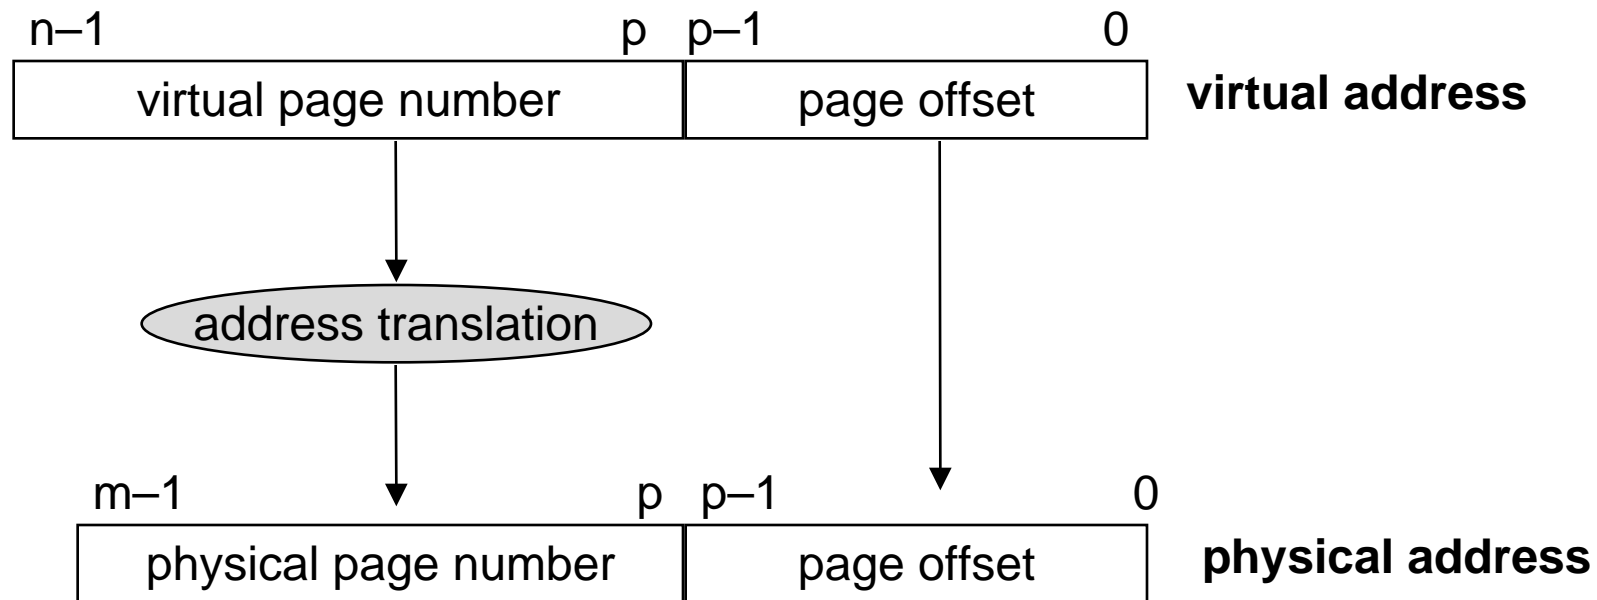 n–1 p p–1 0
virtual page number page offset virtual address
address translation
m–1 p p–1 0
physical page number page offset physical address